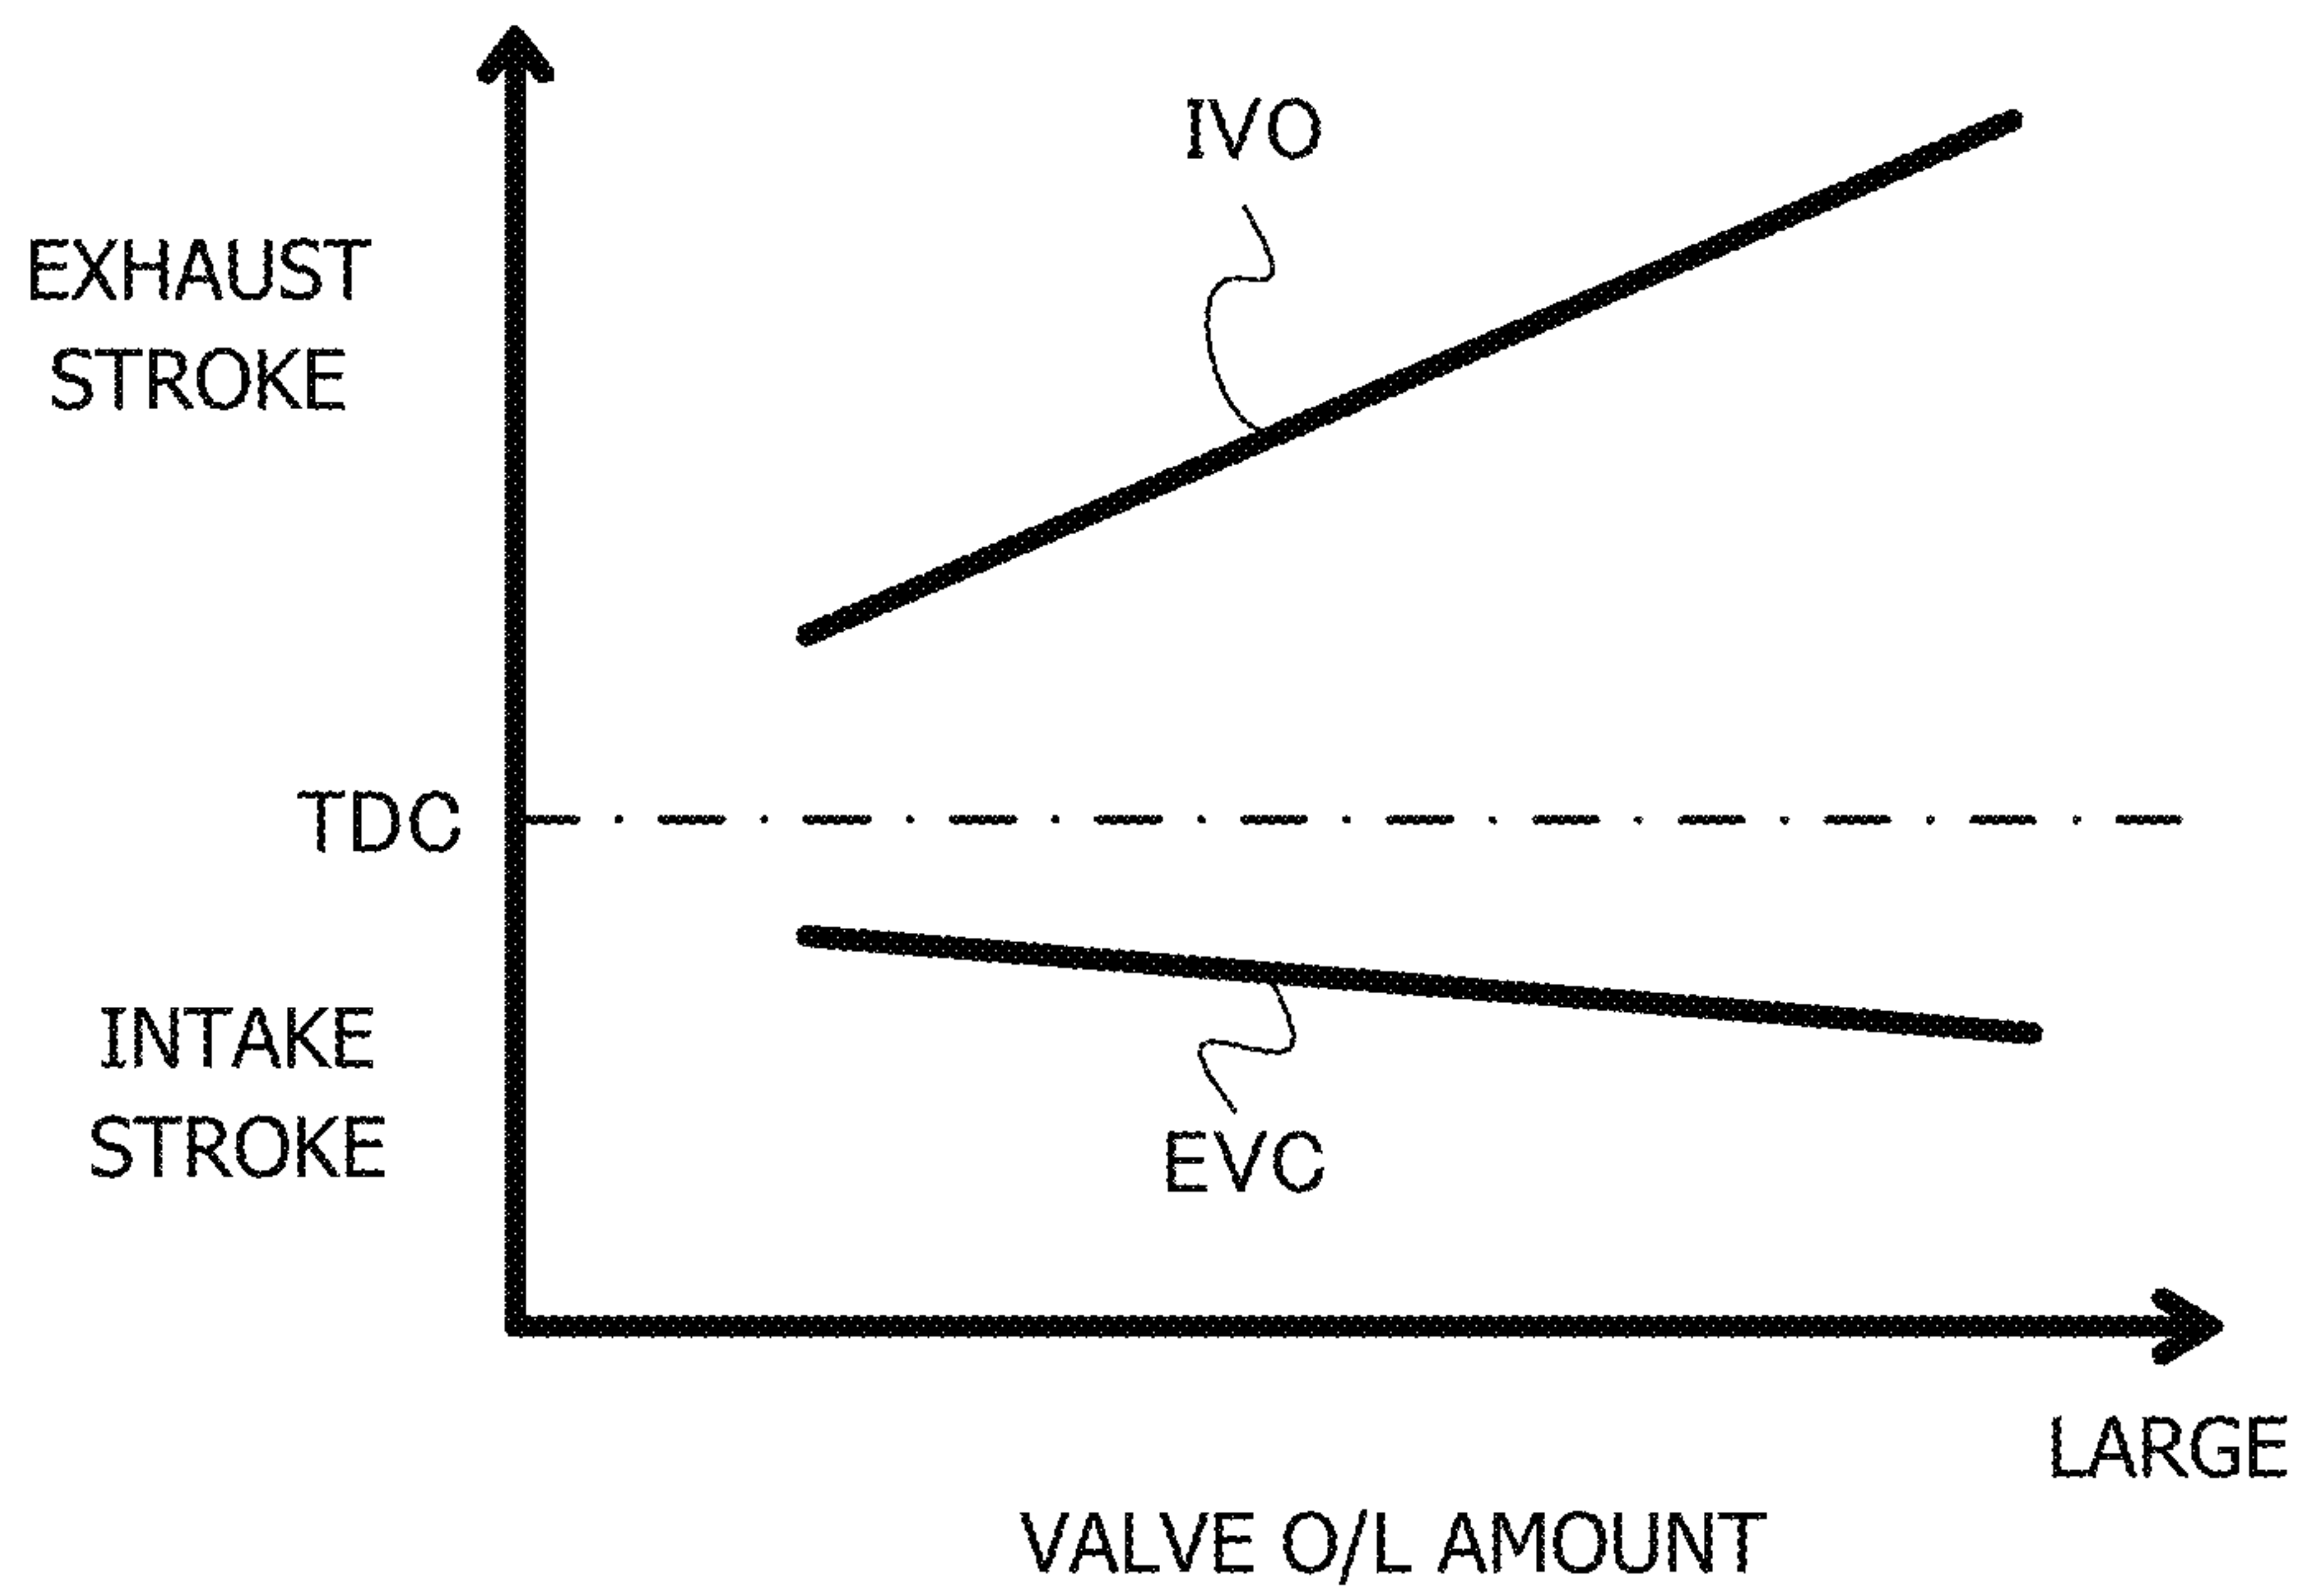 IVO
EXHAUST
STROKE
TDC
INTAKE
STROKE
EVC
LARGE
VALVE O/L AMOUNT